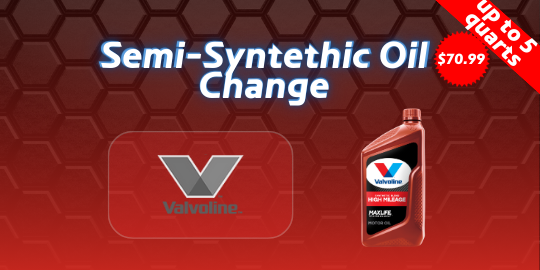 up to 5
quarts
Semi-Syntethic Oil
Change
$70.99
Valvoline
Valvoline
HIGH MILEAGE
MAXLIFE
MOTOR OIL